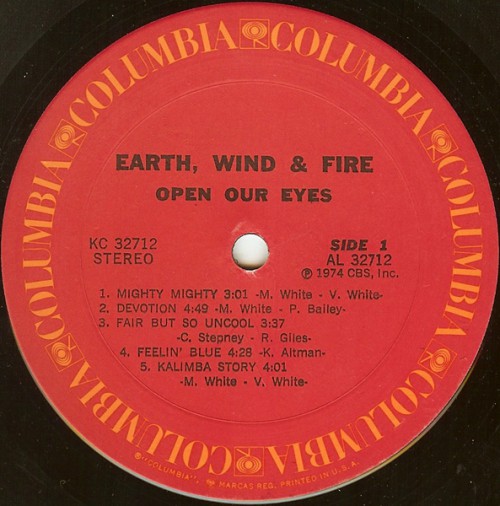 COLUMBIA COLUMBIA COLUMBIA COLUMBIA COLUMBIA COLUMBIA
EARTH, WIND & FIRE
OPEN OUR EYES
KC 32712
STEREO
SIDE 1
AL 32712
℗ 1974 CBS, Inc.
1. MIGHTY MIGHTY 3:01 -M. White - V. White-
2. DEVOTION 4:49 -M. White - P. Bailey-
3. FAIR BUT SO UNCOOL 3:37
-C. Stepney - R. Giles-
4. FEELIN' BLUE 4:28 -K. Altman-
5. KALIMBA STORY 4:01
-M. White - V. White-
"COLUMBIA", MARCAS REG. PRINTED IN U.S.A.